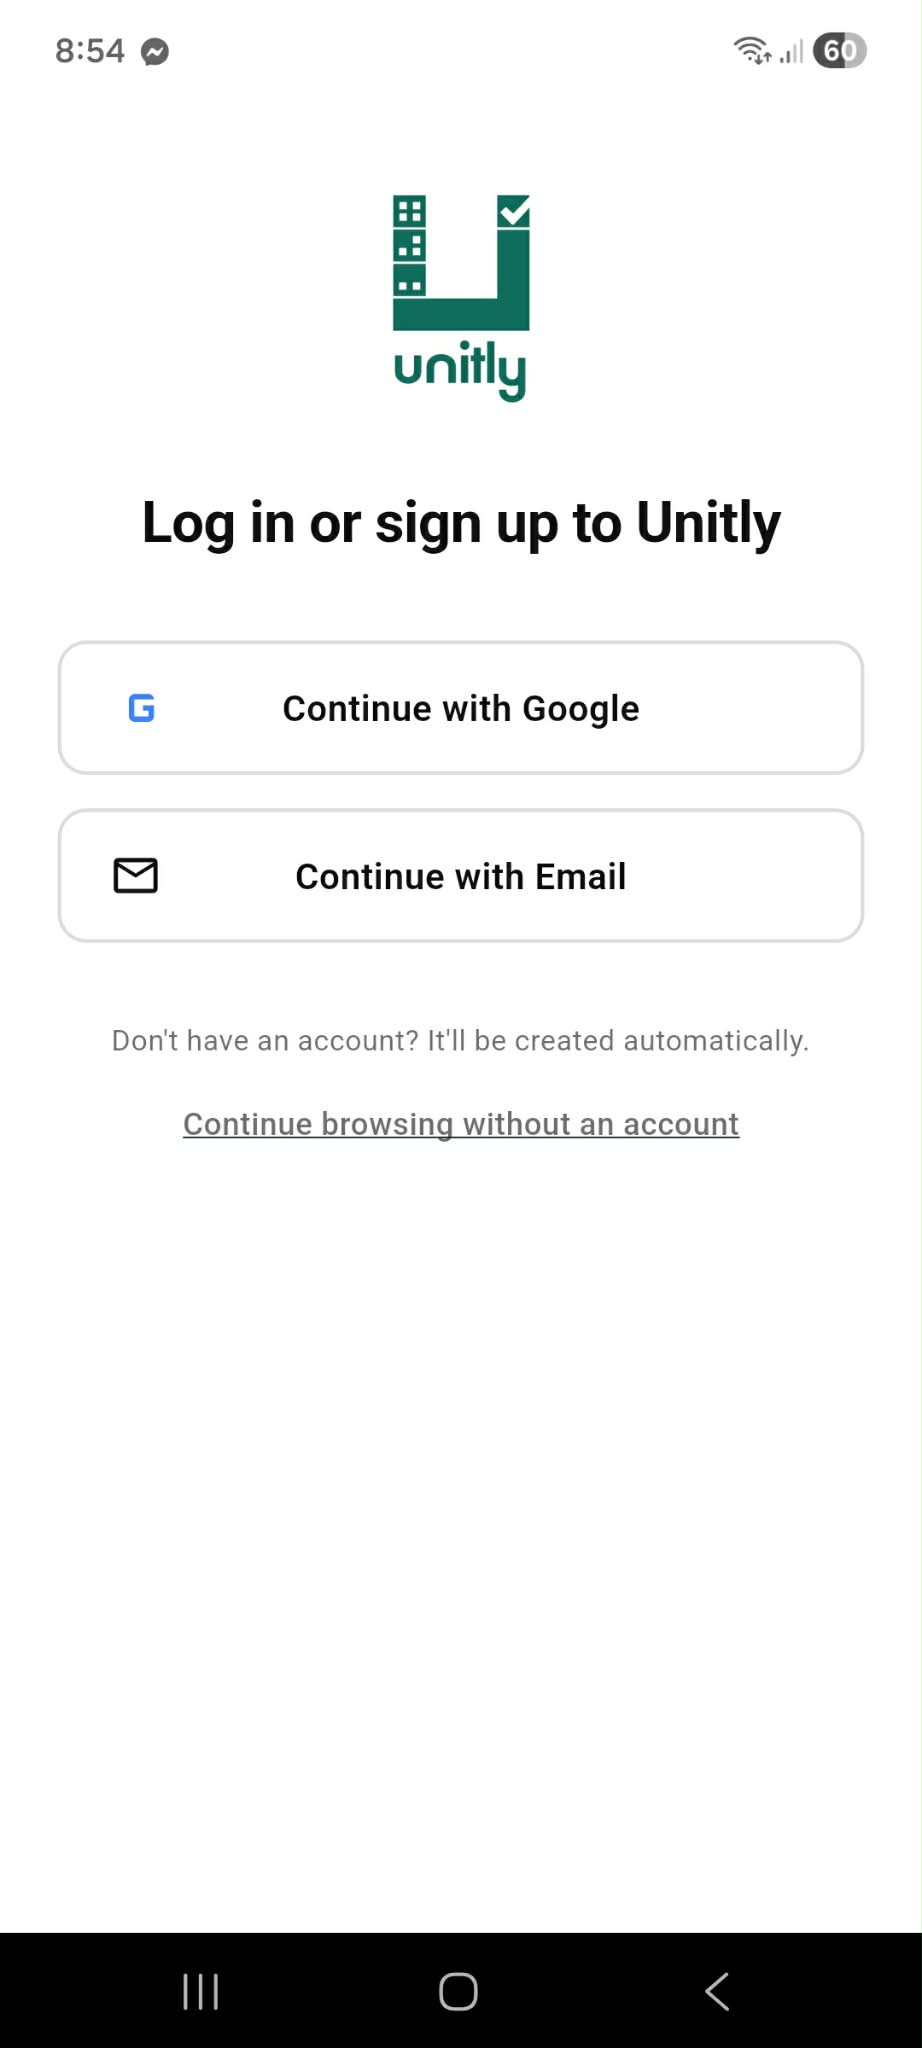 8:54
60
unitly
Log in or sign up to Unitly
G
Continue with Google
Continue with Email
Don't have an account? It'll be created automatically.
Continue browsing without an account